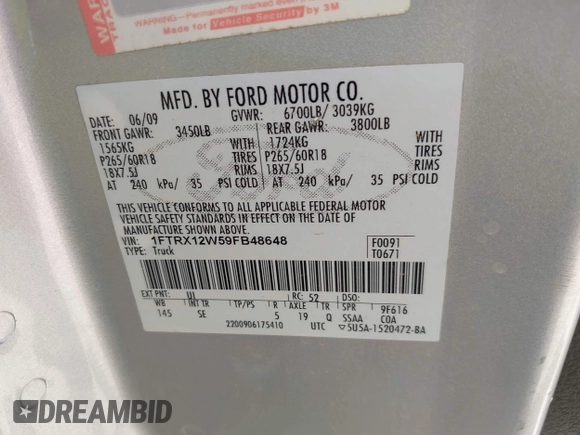 WARNING-Permanently marked even
Made for Vehicle Security by 3M
MFD. BY FORD MOTOR CO.
DATE: 06/09 GVWR: 6700LB/ 3039KG
FRONT GAWR: 3450LB REAR GAWR: 3800LB
1565KG WITH 1724KG WITH
P265/60R18 TIRES P265/60R18 TIRES
18X7.5J RIMS 18X7.5J RIMS
AT 240 kPa/ 35 PSI COLD AT 240 kPa/ 35 PSI COLD
THIS VEHICLE CONFORMS TO ALL APPLICABLE FEDERAL MOTOR
VEHICLE SAFETY STANDARDS IN EFFECT ON THE DATE OF
MANUFACTURE SHOWN ABOVE.
VIN: 1FTRX12W59FB48648 F0091
TYPE: Truck T0671
EXT PNT: UI RC: 52 DSO:
WB INT TR TP/PS R AXLE TR SPR 9F616
145 SE 5 19 Q SSAA COA
2200906175410 UTC ▽5U5A-1520472-BA
Ford
DREAMBID